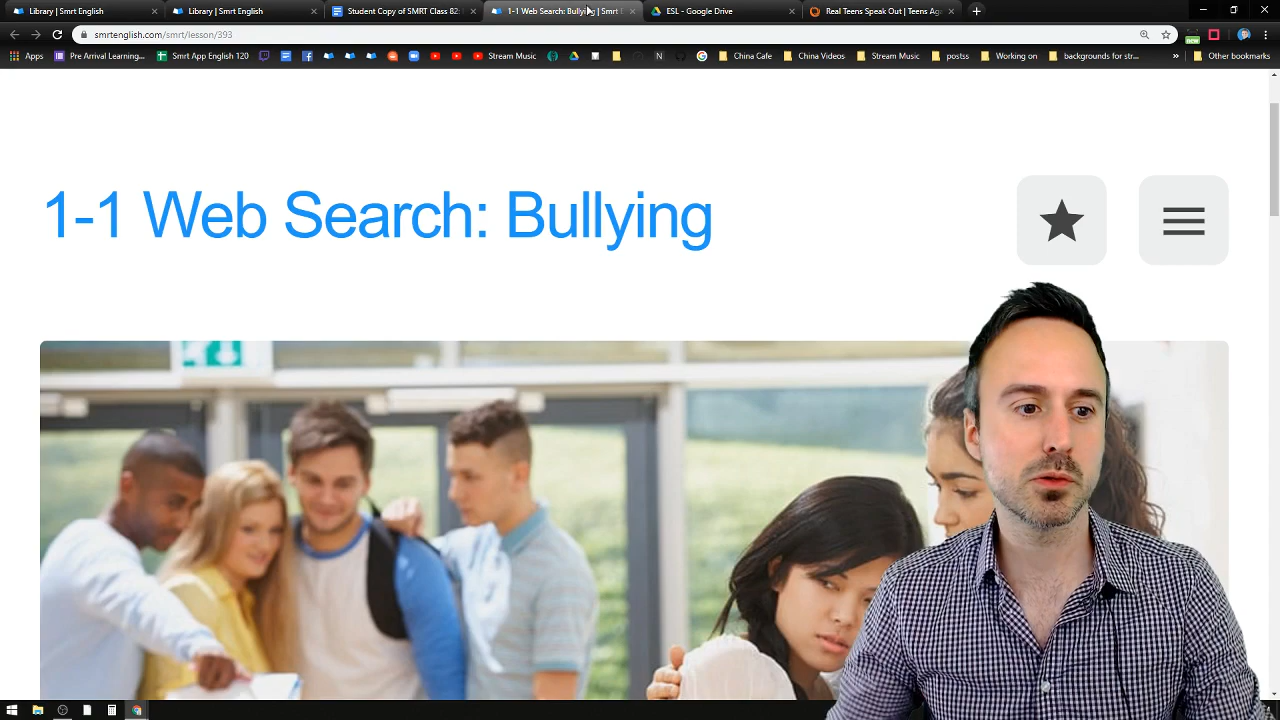 Library | Smrt English
Library | Smrt English
Student Copy of SMRT Class 82:
1-1 Web Search: Bullying | Smrt E
ESL - Google Drive
Real Teens Speak Out | Teens Aga
smrtenglish.com/smrt/lesson/393
new
Apps
Pre Arrival Learning...
Smrt App English 120
Stream Music
N
China Cafe
China Videos
Stream Music
postss
Working on
backgrounds for str...
»
Other bookmarks
1-1 Web Search: Bullying